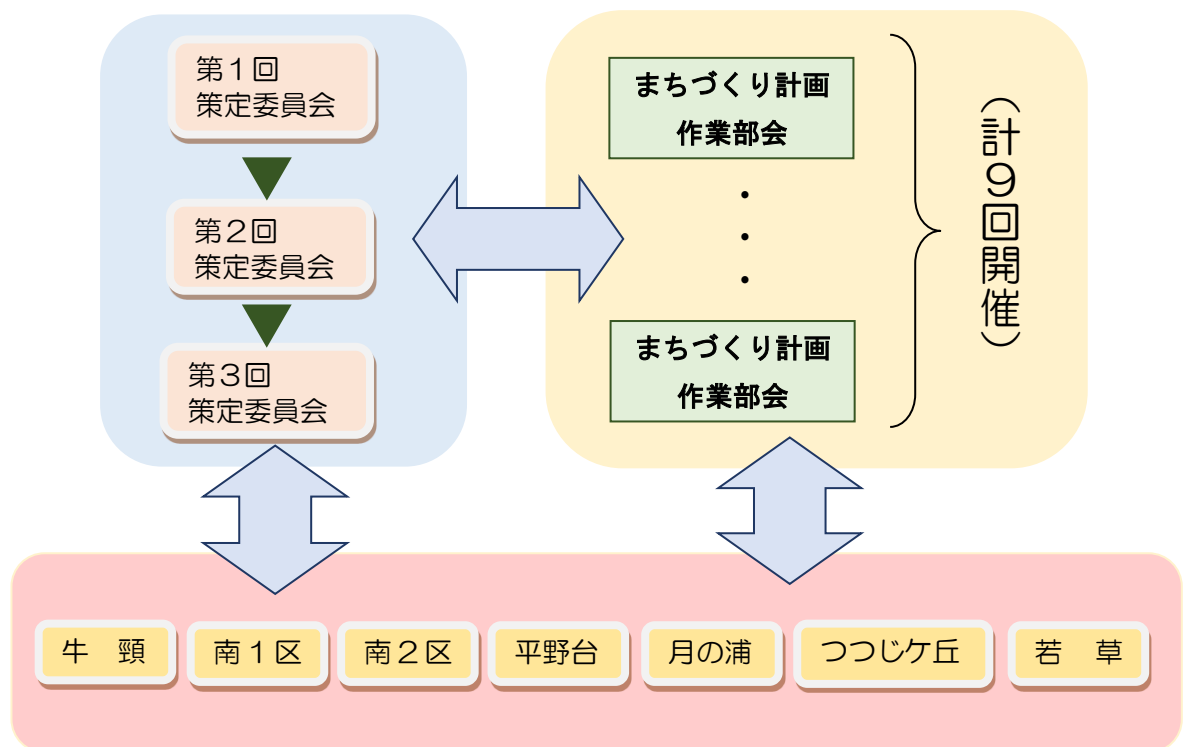 第１回
策定委員会
第２回
策定委員会
第３回
策定委員会
まちづくり計画
作業部会
・
・
・
まちづくり計画
作業部会
（計９回開催）
牛　頸
南１区
南２区
平野台
月の浦
つつじケ丘
若　草